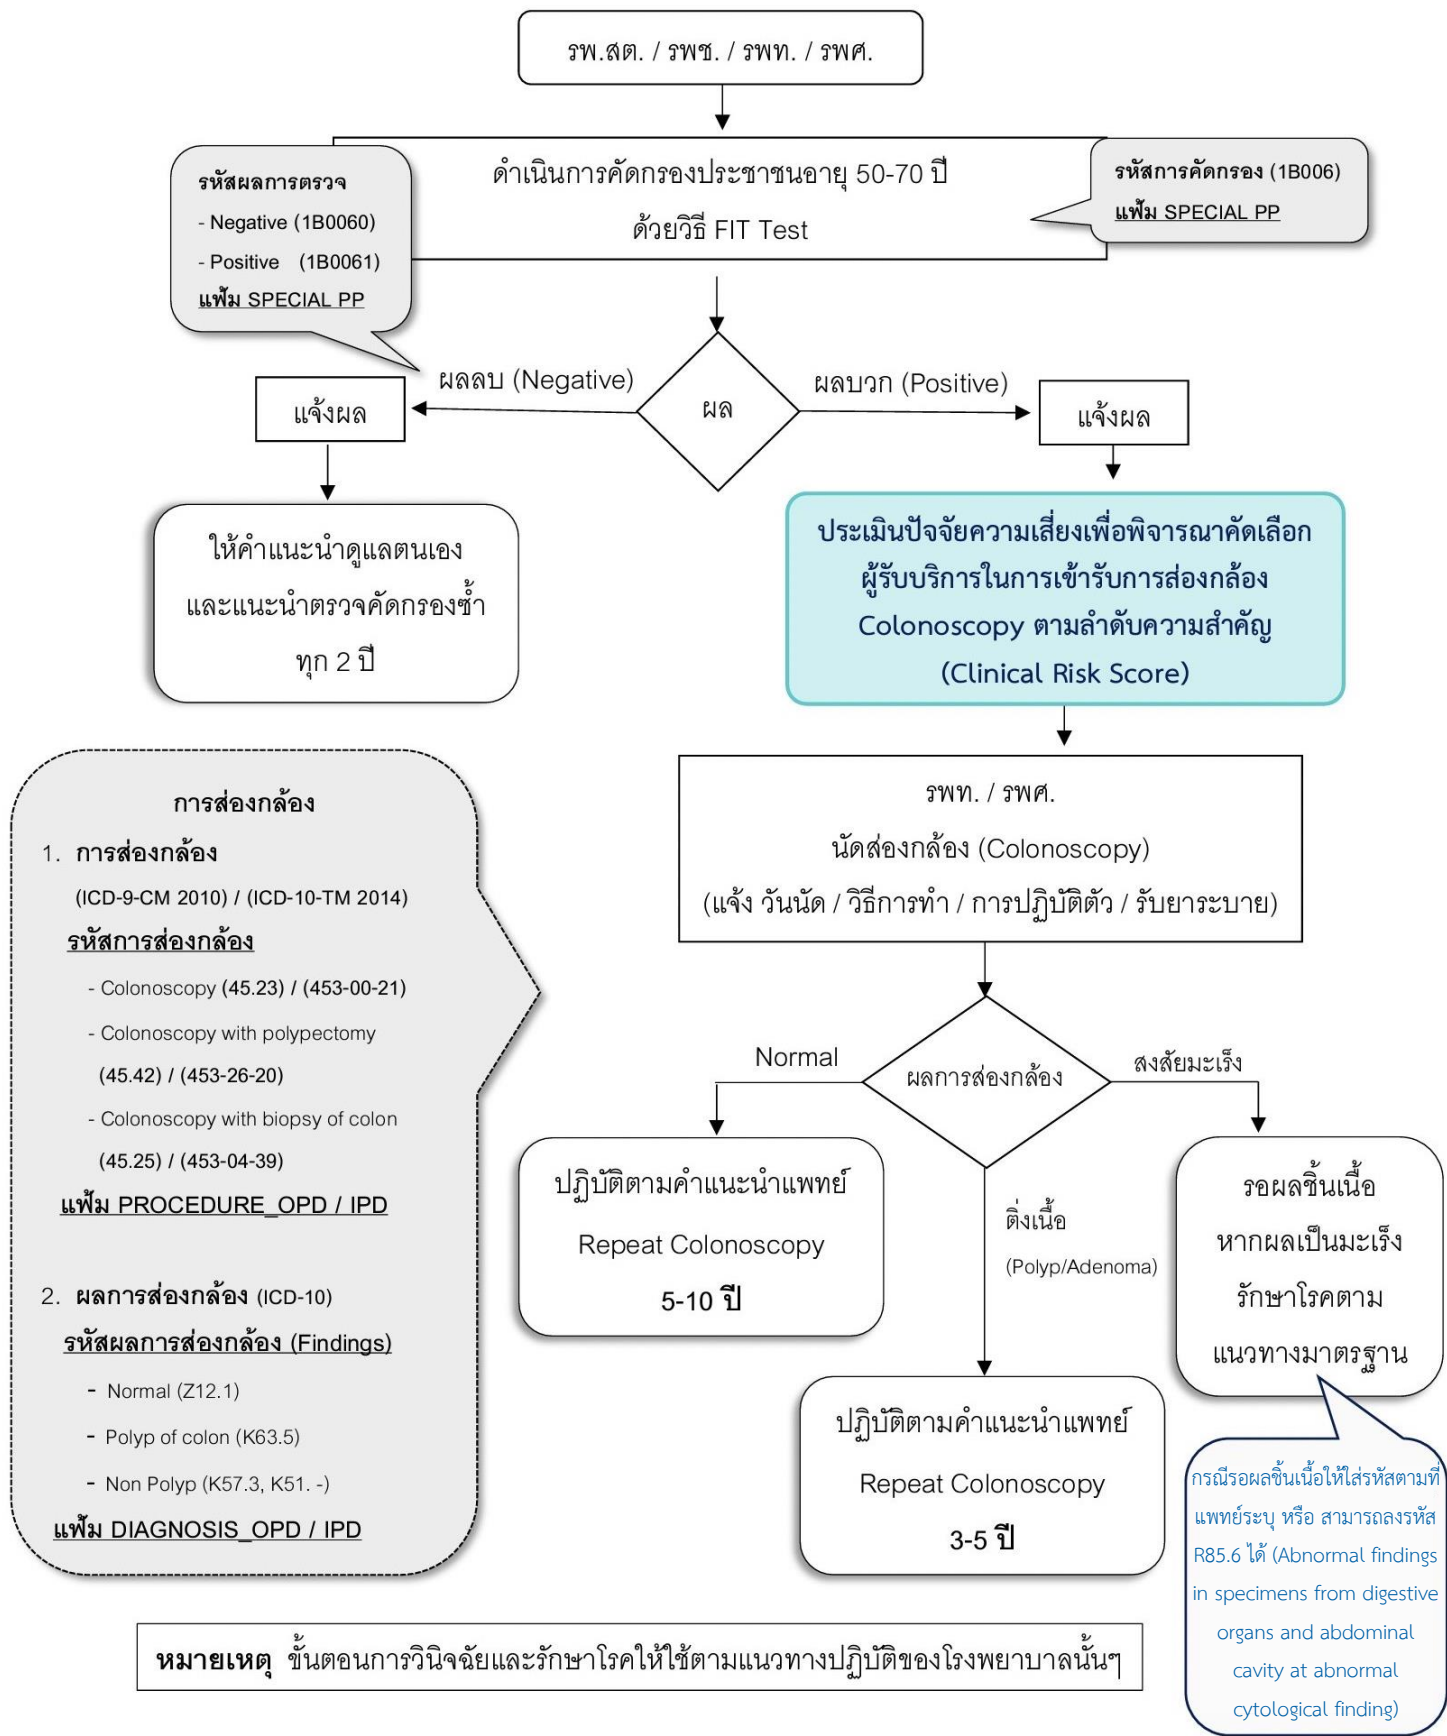 รพ.สต. / รพช. / รพท. / รพศ.
รหัสผลการตรวจ
- Negative (1B0060)
- Positive (1B0061)
แฟ้ม SPECIAL PP
ดำเนินการคัดกรองประชาชนอายุ 50-70 ปี
ด้วยวิธี FIT Test
รหัสการคัดกรอง (1B006)
แฟ้ม SPECIAL PP
ผลลบ (Negative)
ผล
ผลบวก (Positive)
แจ้งผล
แจ้งผล
ให้คำแนะนำดูแลตนเอง
และแนะนำตรวจคัดกรองซ้ำ
ทุก 2 ปี
ประเมินปัจจัยความเสี่ยงเพื่อพิจารณาคัดเลือก
ผู้รับบริการในการเข้ารับการส่องกล้อง
Colonoscopy ตามลำดับความสำคัญ
(Clinical Risk Score)
รพท. / รพศ.
นัดส่องกล้อง (Colonoscopy)
(แจ้ง วันนัด / วิธีการทำ / การปฏิบัติตัว / รับยาระบาย)
การส่องกล้อง
1. การส่องกล้อง
(ICD-9-CM 2010) / (ICD-10-TM 2014)
รหัสการส่องกล้อง
- Colonoscopy (45.23) / (453-00-21)
- Colonoscopy with polypectomy
(45.42) / (453-26-20)
- Colonoscopy with biopsy of colon
(45.25) / (453-04-39)
แฟ้ม PROCEDURE_OPD / IPD
2. ผลการส่องกล้อง (ICD-10)
รหัสผลการส่องกล้อง (Findings)
- Normal (Z12.1)
- Polyp of colon (K63.5)
- Non Polyp (K57.3, K51. -)
แฟ้ม DIAGNOSIS_OPD / IPD
Normal
ผลการส่องกล้อง
สงสัยมะเร็ง
ปฏิบัติตามคำแนะนำแพทย์
Repeat Colonoscopy
5-10 ปี
ติ่งเนื้อ
(Polyp/Adenoma)
รอผลชิ้นเนื้อ
หากผลเป็นมะเร็ง
รักษาโรคตาม
แนวทางมาตรฐาน
ปฏิบัติตามคำแนะนำแพทย์
Repeat Colonoscopy
3-5 ปี
กรณีรอผลชิ้นเนื้อให้ใส่รหัสตามที่
แพทย์ระบุ หรือ สามารถลงรหัส
R85.6 ได้ (Abnormal findings
in specimens from digestive
organs and abdominal
cavity at abnormal
cytological finding)
หมายเหตุ ขั้นตอนการวินิจฉัยและรักษาโรคให้ใช้ตามแนวทางปฏิบัติของโรงพยาบาลนั้นๆ